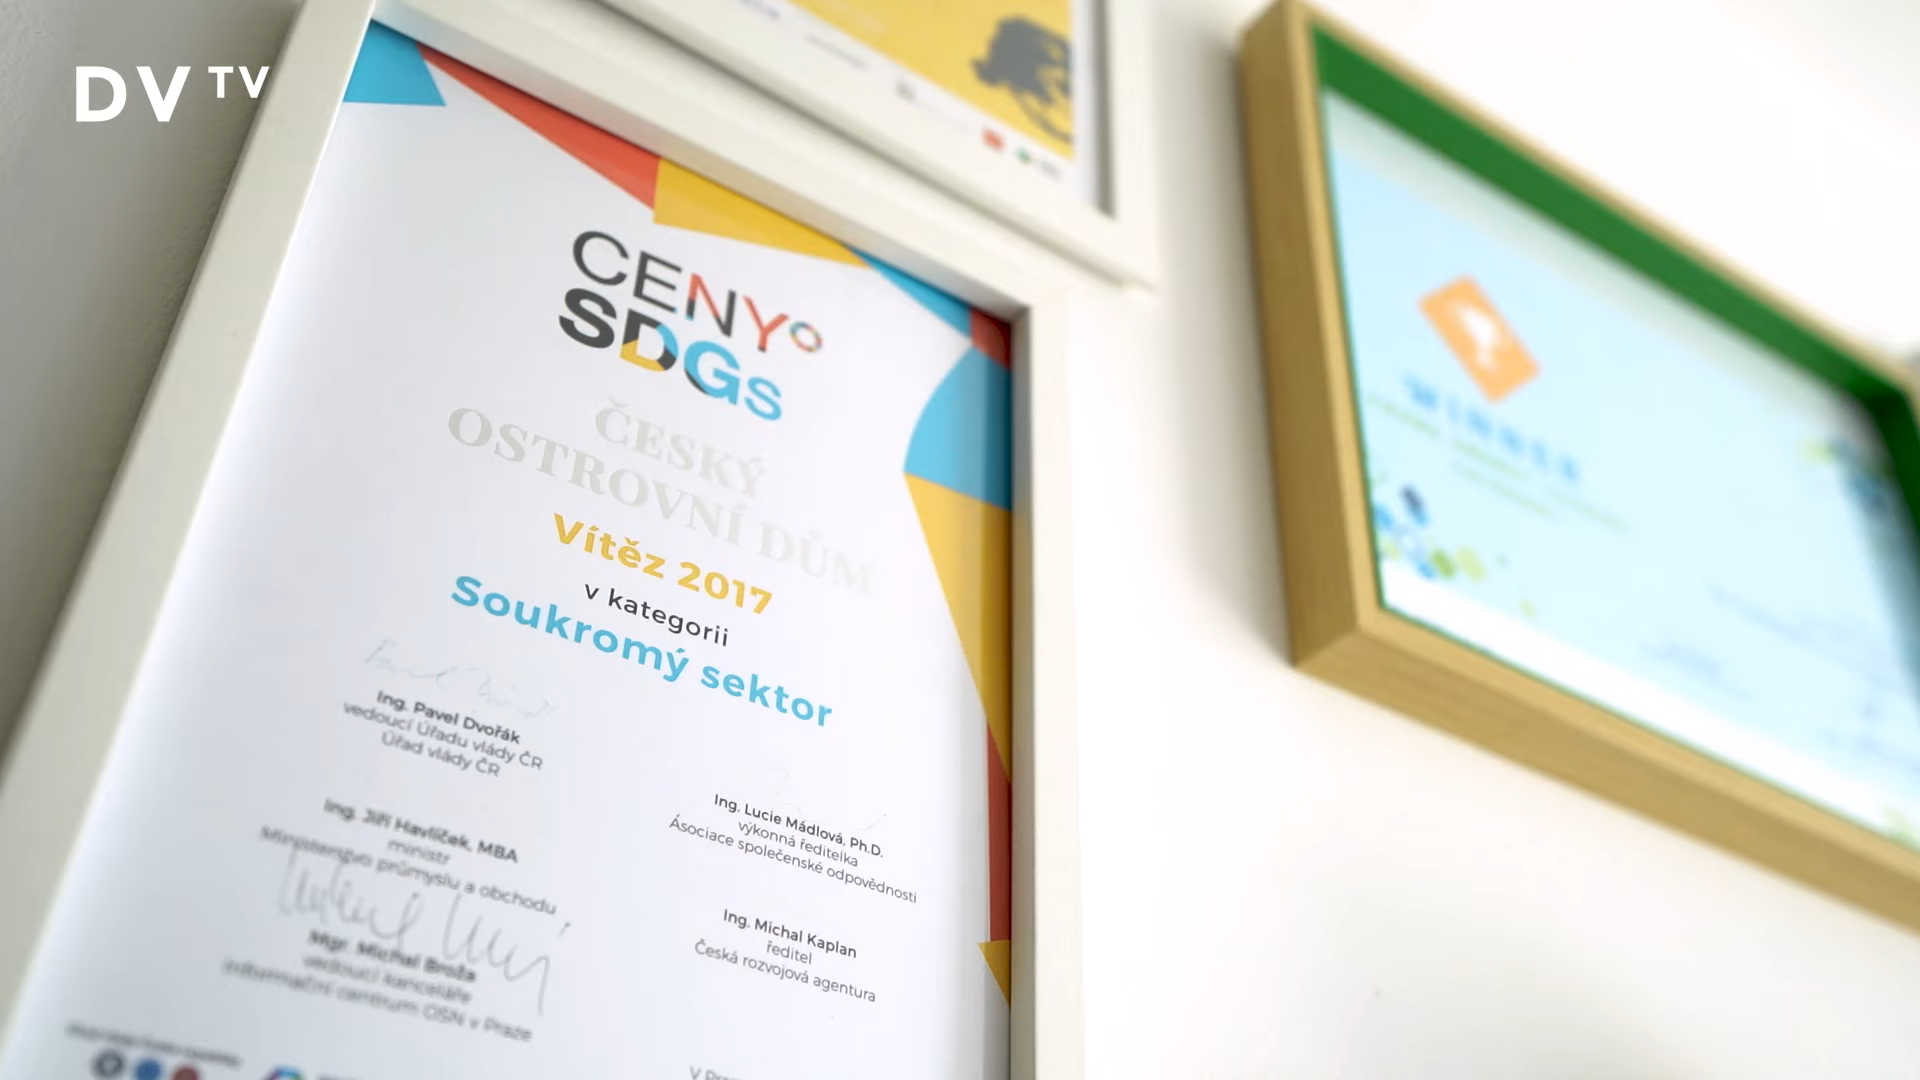 DVTV
CENY
SDGs
ČESKÝ
OSTROVNÍ DŮM
Vítěz 2017
v kategorii
Soukromý sektor
Ing. Pavel Dvořák
vedoucí Úřadu vlády ČR
Úřad vlády ČR
Ing. Jiří Havlíček, MBA
ministr
Ministerstvo průmyslu a obchodu
Mgr. Michal Broža
vedoucí kanceláře
Informační centrum OSN v Praze
Ing. Lucie Mádlová, Ph.D.
výkonná ředitelka
Asociace společenské odpovědnosti
Ing. Michal Kaplan
ředitel
Česká rozvojová agentura
WINNER